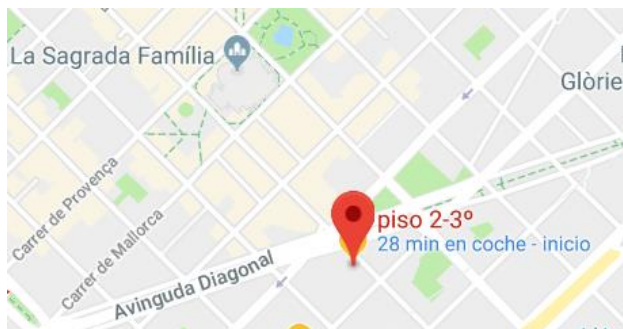 La Sagrada Família
Glòrie
Carrer de Provença
Carrer de Mallorca
piso 2-3º
28 min en coche - inicio
Avinguda Diagonal